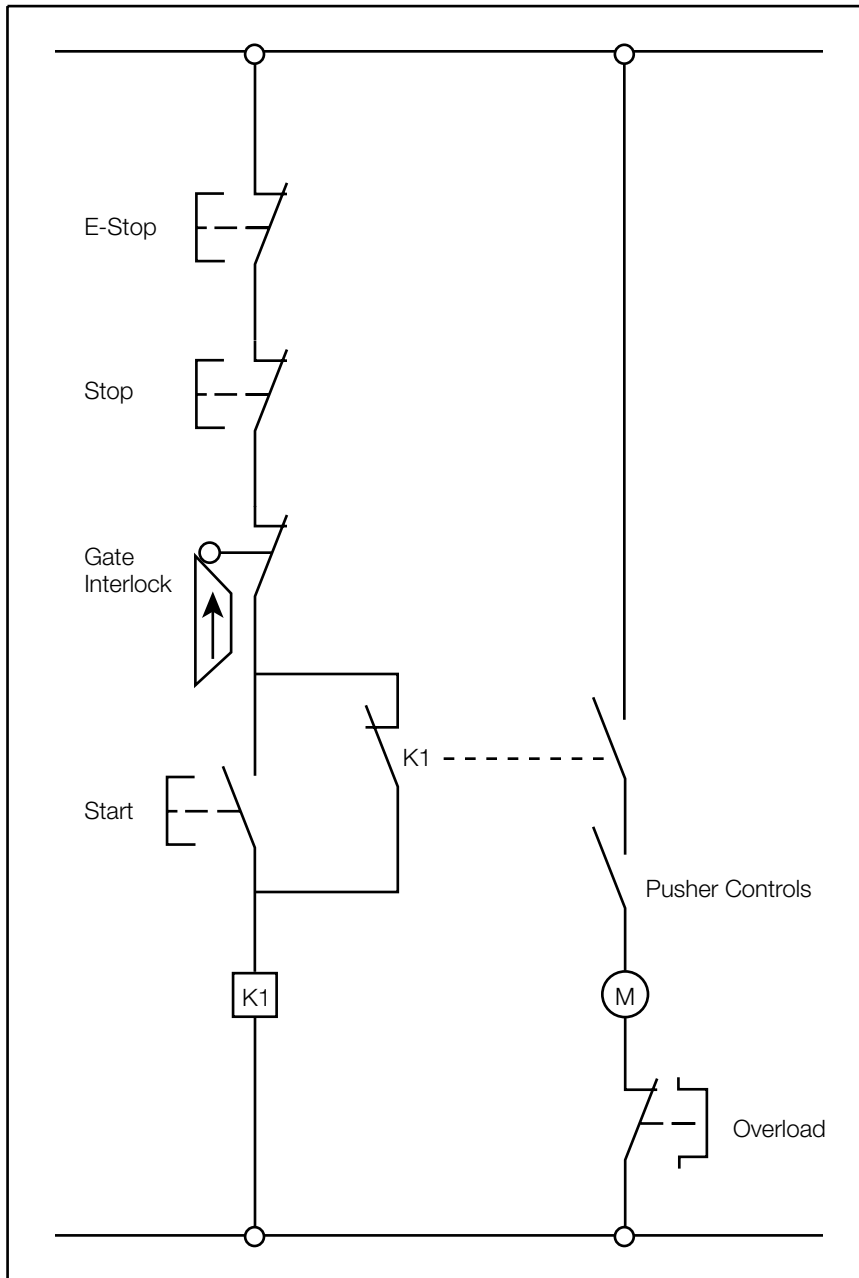 E-Stop
Stop
Gate
Interlock
K1
Start
Pusher Controls
K1
M
Overload